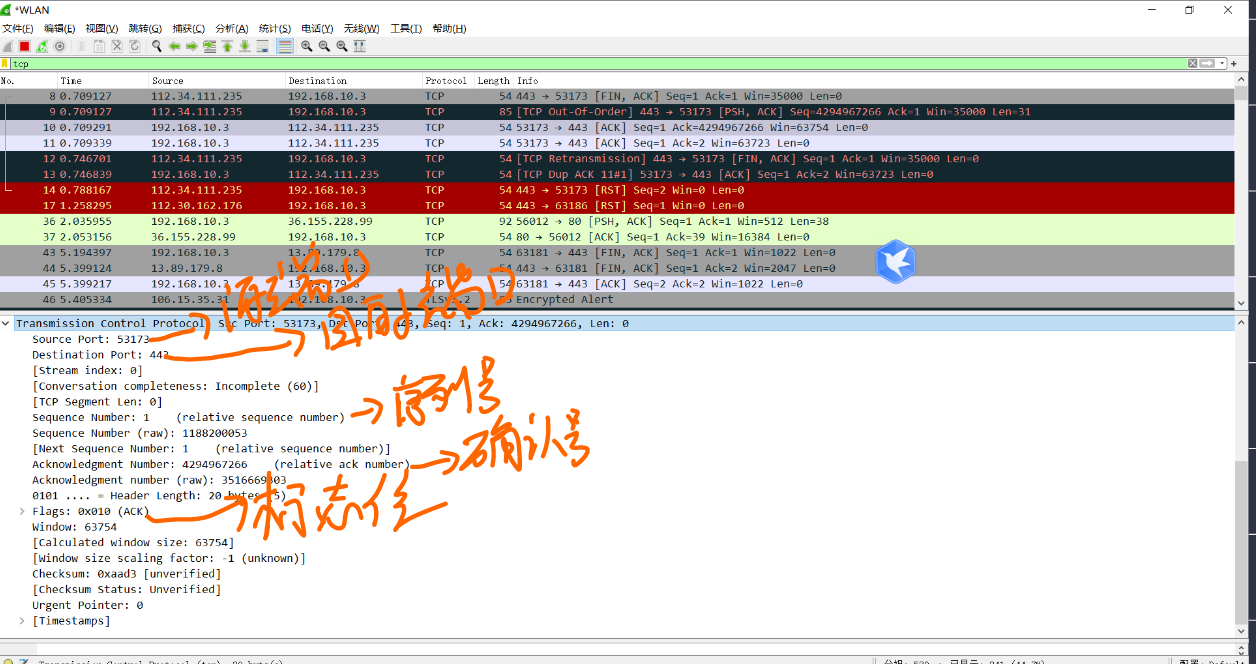 *WLAN
文件(F) 编辑(E) 视图(V) 跳转(G) 捕获(C) 分析(A) 统计(S) 电话(Y) 无线(W) 工具(T) 帮助(H)
tcp
No. Time Source Destination Protocol Length Info
8 0.709127 112.34.111.235 192.168.10.3 TCP 54 443 → 53173 [FIN, ACK] Seq=1 Ack=1 Win=35000 Len=0
9 0.709127 112.34.111.235 192.168.10.3 TCP 85 [TCP Out-Of-Order] 443 → 53173 [PSH, ACK] Seq=4294967266 Ack=1 Win=35000 Len=31
10 0.709291 192.168.10.3 112.34.111.235 TCP 54 53173 → 443 [ACK] Seq=1 Ack=4294967266 Win=63754 Len=0
11 0.709339 192.168.10.3 112.34.111.235 TCP 54 53173 → 443 [ACK] Seq=1 Ack=2 Win=63723 Len=0
12 0.746701 112.34.111.235 192.168.10.3 TCP 54 [TCP Retransmission] 443 → 53173 [FIN, ACK] Seq=1 Ack=1 Win=35000 Len=0
13 0.746839 192.168.10.3 112.34.111.235 TCP 54 [TCP Dup ACK 11#1] 53173 → 443 [ACK] Seq=1 Ack=2 Win=63723 Len=0
14 0.788167 112.34.111.235 192.168.10.3 TCP 54 443 → 53173 [RST] Seq=2 Win=0 Len=0
17 1.258295 112.30.162.176 192.168.10.3 TCP 54 443 → 63186 [RST] Seq=1 Win=0 Len=0
36 2.035955 192.168.10.3 36.155.228.99 TCP 92 56012 → 80 [PSH, ACK] Seq=1 Ack=1 Win=512 Len=38
37 2.053156 36.155.228.99 192.168.10.3 TCP 54 80 → 56012 [ACK] Seq=1 Ack=39 Win=16384 Len=0
43 5.194397 192.168.10.3 13.89.179.8 TCP 54 63181 → 443 [FIN, ACK] Seq=1 Ack=1 Win=1022 Len=0
44 5.399124 13.89.179.8 192.168.10.3 TCP 54 443 → 63181 [FIN, ACK] Seq=1 Ack=2 Win=2047 Len=0
45 5.399217 192.168.10.3 13.89.179.8 TCP 54 63181 → 443 [ACK] Seq=2 Ack=2 Win=1022 Len=0
46 5.405334 106.15.35.31 192.168.10.3 TLSv1.2 Encrypted Alert
Transmission Control Protocol, Src Port: 53173, Dst Port: 443, Seq: 1, Ack: 4294967266, Len: 0
Source Port: 53173 源端口
Destination Port: 443 目的端口
[Stream index: 0]
[Conversation completeness: Incomplete (60)]
[TCP Segment Len: 0]
Sequence Number: 1 (relative sequence number) 序列号
Sequence Number (raw): 1188200053
[Next Sequence Number: 1 (relative sequence number)]
Acknowledgment Number: 4294967266 (relative ack number) 确认号
Acknowledgment number (raw): 3516669303
0101 .... = Header Length: 20 bytes (5)
Flags: 0x010 (ACK) 标志位
Window: 63754
[Calculated window size: 63754]
[Window size scaling factor: -1 (unknown)]
Checksum: 0xaad3 [unverified]
[Checksum Status: Unverified]
Urgent Pointer: 0
[Timestamps]